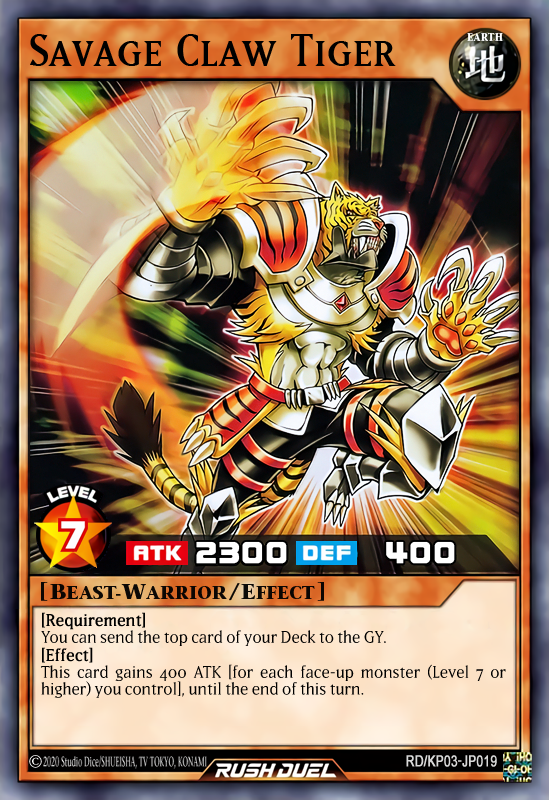 SAVAGE CLAW TIGER
EARTH
地
LEVEL
7
ATK 2300 DEF 400
[BEAST-WARRIOR/EFFECT]
[Requirement]
You can send the top card of your Deck to the GY.
[Effect]
This card gains 400 ATK [for each face-up monster (Level 7 or
higher) you control], until the end of this turn.
©2020 Studio Dice/SHUEISHA, TV TOKYO, KONAMI
RUSH DUEL
RD/KP03-JP019